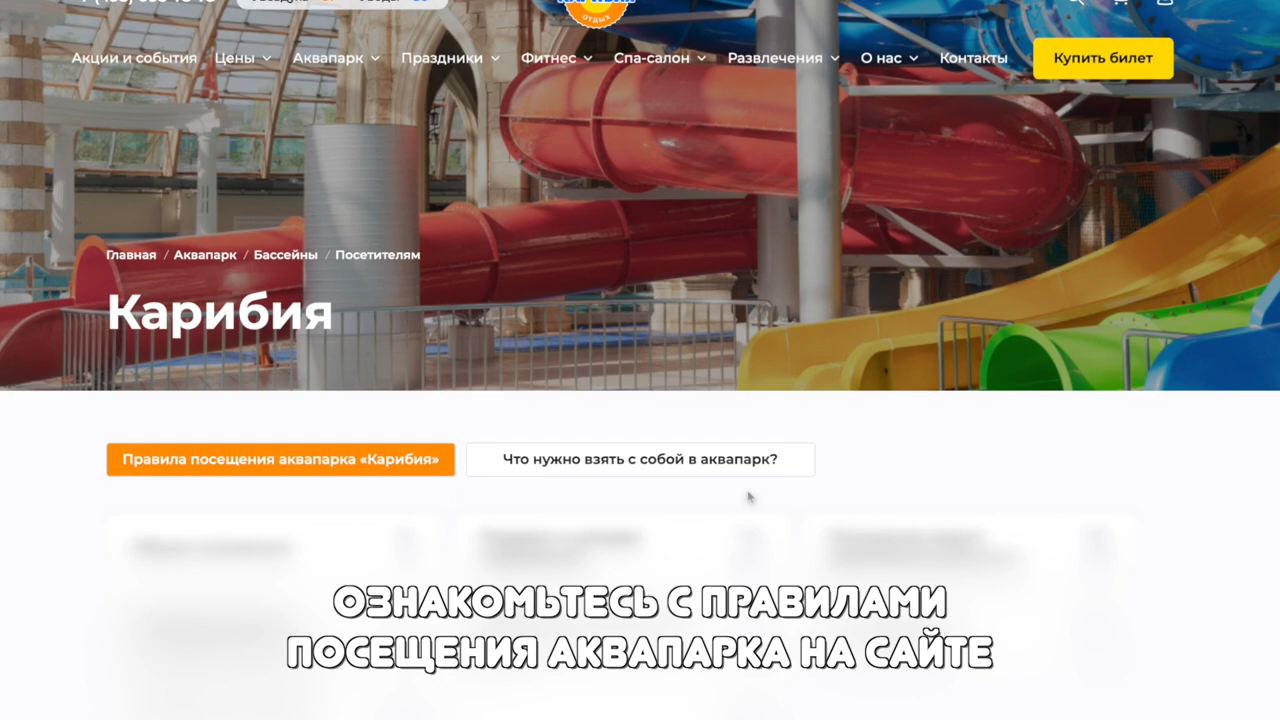 ОТДЫХ
Акции и события Цены Аквапарк Праздники Фитнес Спа-салон Развлечения О нас Контакты Купить билет
Главная / Аквапарк / Бассейны / Посетителям
Карибия
Правила посещения аквапарка «Карибия» Что нужно взять с собой в аквапарк?
ОЗНАКОМЬТЕСЬ С ПРАВИЛАМИ
ПОСЕЩЕНИЯ АКВАПАРКА НА САЙТЕ